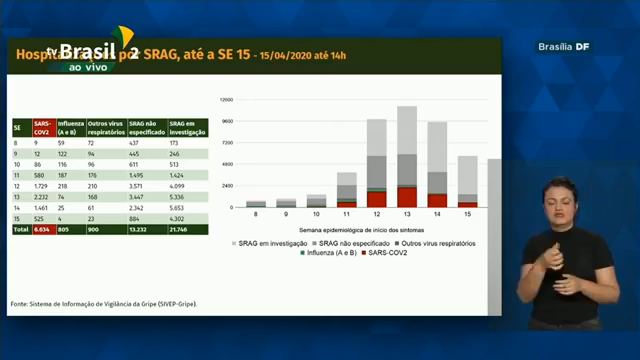 tv Brasil 2
ao vivo
Hospitalizações por SRAG, até a SE 15 - 15/04/2020 até 14h
Brasília DF
SE SARS-COV2 Influenza (A e B) Outros vírus respiratórios SRAG não especificado SRAG em investigação
8 9 59 72 437 173
9 12 122 94 445 246
10 86 116 96 611 513
11 580 187 176 1.495 1.424
12 1.729 218 210 3.571 4.099
13 2.232 74 168 3.447 5.336
14 1.461 25 61 2.342 5.653
15 525 4 23 884 4.302
Total 6.634 805 900 13.232 21.746
12000
9600
7200
4800
2400
0
8 9 10 11 12 13 14 15
Semana epidemiológica de início dos sintomas
SRAG em investigação SRAG não especificado Outros vírus respiratórios
Influenza (A e B) SARS-COV2
Fonte: Sistema de Informação de Vigilância da Gripe (SIVEP-Gripe).